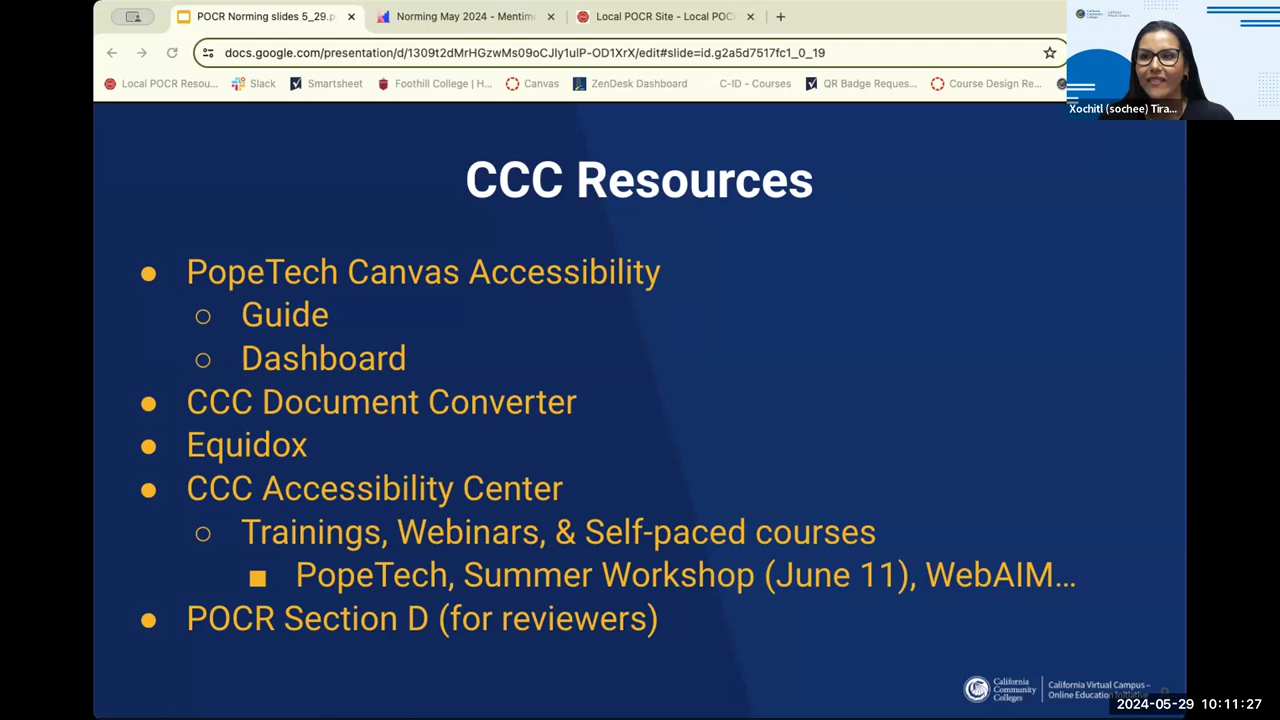 POCR Norming slides 5_29.p
Norming May 2024 - Mentim
Local POCR Site - Local POC
docs.google.com/presentation/d/1309t2dMrHGzwMs09oCJly1ulP-OD1XrX/edit#slide=id.g2a5d7517fc1_0_19
Local POCR Resou...
Slack
Smartsheet
Foothill College | H...
Canvas
ZenDesk Dashboard
C-ID - Courses
QR Badge Reques...
Course Design Re...
Xochitl (sochee) Tira...
CCC Resources
● PopeTech Canvas Accessibility
○ Guide
○ Dashboard
● CCC Document Converter
● Equidox
● CCC Accessibility Center
○ Trainings, Webinars, & Self-paced courses
■ PopeTech, Summer Workshop (June 11), WebAIM...
● POCR Section D (for reviewers)
California
Community
Colleges
California Virtual Campus –
Online Education Initiative
2024-05-29 10:11:27